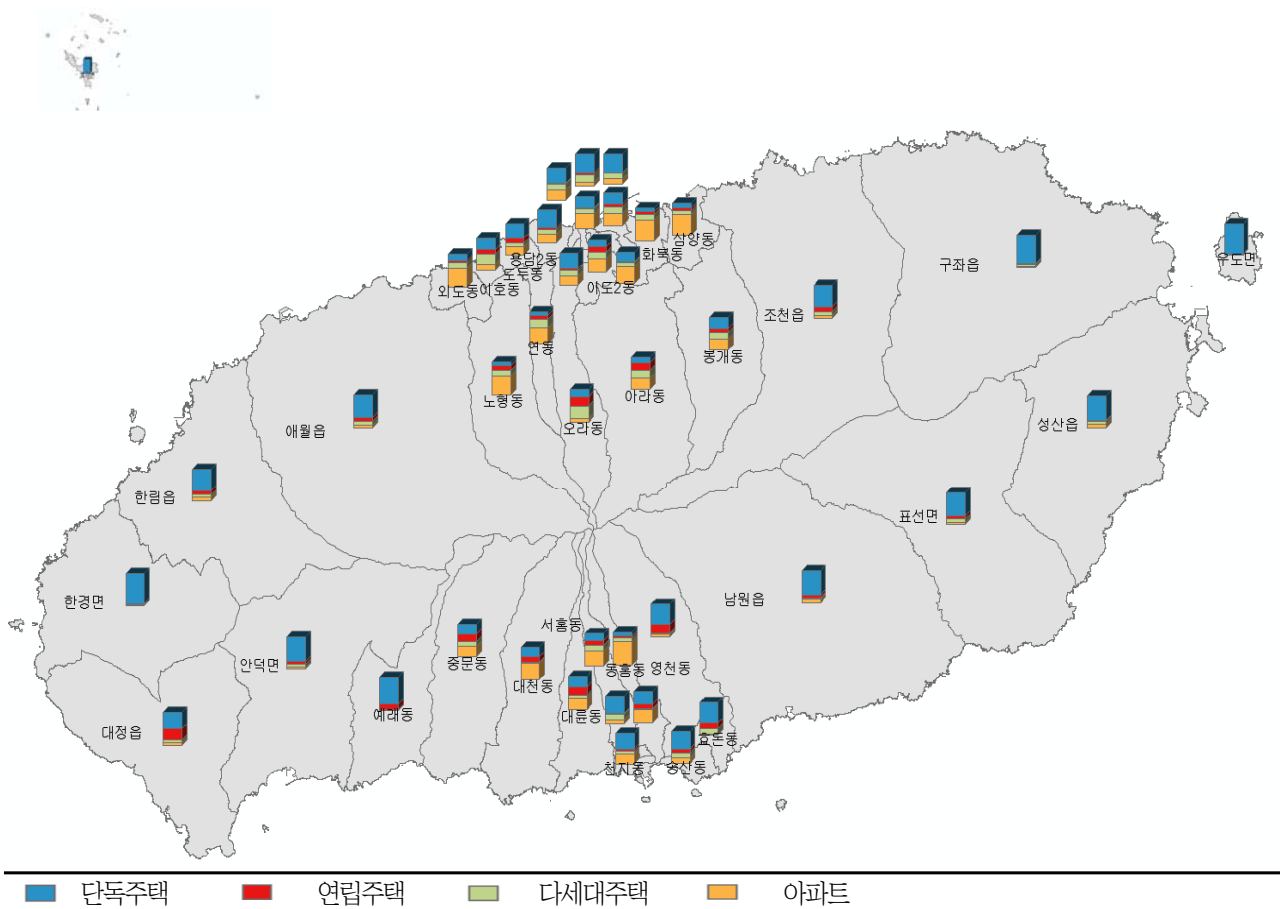 삼양동
화북동
용담2동
도두동
이도2동
외도동
이호동
구좌읍
우도면
조천읍
연동
봉개동
노형동
아라동
오라동
애월읍
성산읍
한림읍
표선면
한경면
남원읍
서홍동
안덕면
중문동
동홍동
영천동
대천동
예래동
대륜동
대정읍
효돈동
천지동
송산동
단독주택 연립주택 다세대주택 아파트